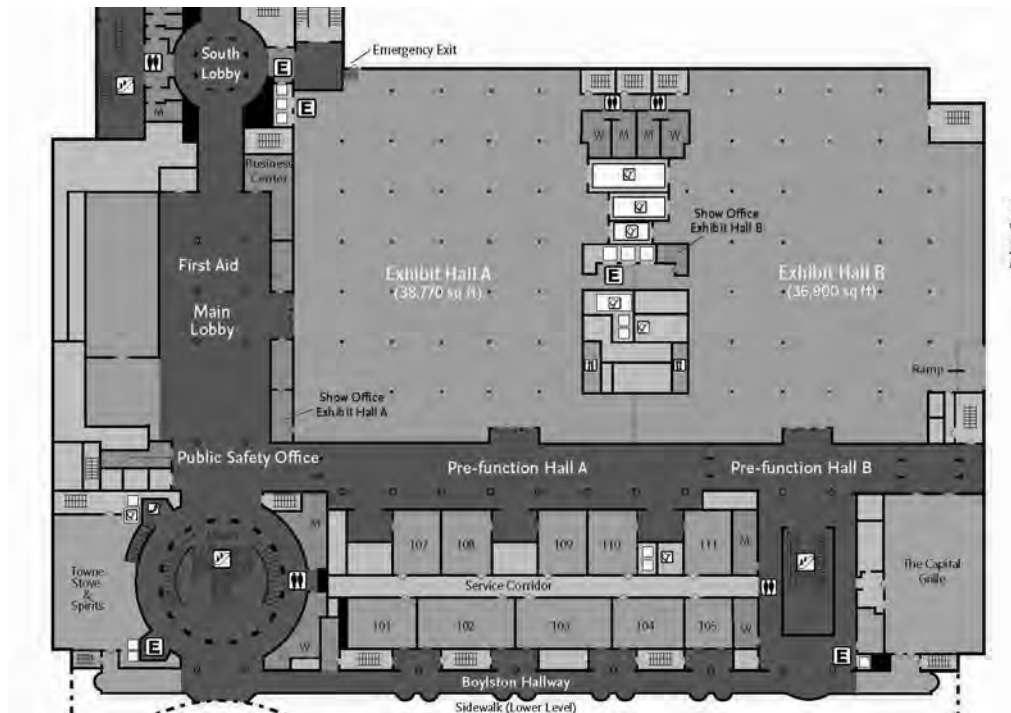 South
Lobby
Emergency Exit
E
E
M
W
M
M
W
Business
Center
Show Office
Exhibit Hall B
First Aid
Exhibit Hall A
(38,770 sq ft)
E
Exhibit Hall B
(36,900 sq ft)
Main
Lobby
Ramp
Show Office
Exhibit Hall A
Public Safety Office
Pre-function Hall A
Pre-function Hall B
M
107
108
109
110
111
M
Towne
Stove
&
Spirits
The Capital
Grille
Service Corridor
101
102
103
104
105
W
W
E
E
Boylston Hallway
Sidewalk (Lower Level)